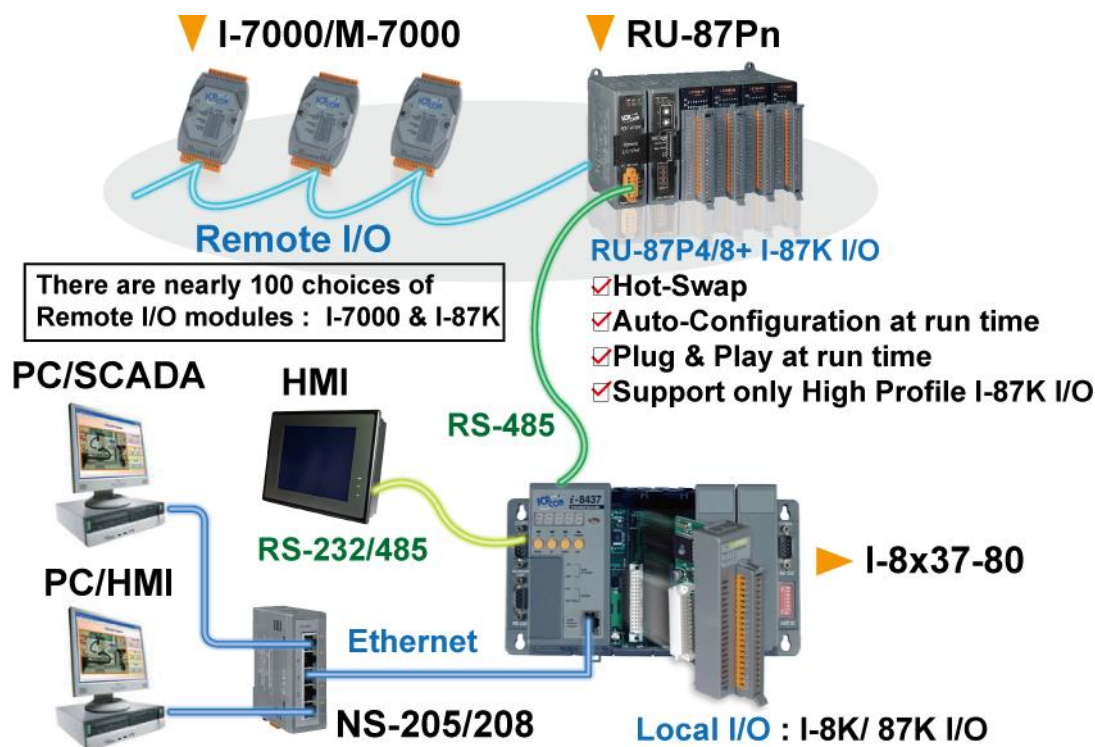 I-7000/M-7000
RU-87Pn
Remote I/O
RU-87P4/8+ I-87K I/O
There are nearly 100 choices of
Remote I/O modules : I-7000 & I-87K
Hot-Swap
Auto-Configuration at run time
Plug & Play at run time
Support only High Profile I-87K I/O
PC/SCADA
HMI
RS-485
i-8437
RS-232/485
I-8x37-80
PC/HMI
Ethernet
NS-205/208
Local I/O : I-8K/ 87K I/O